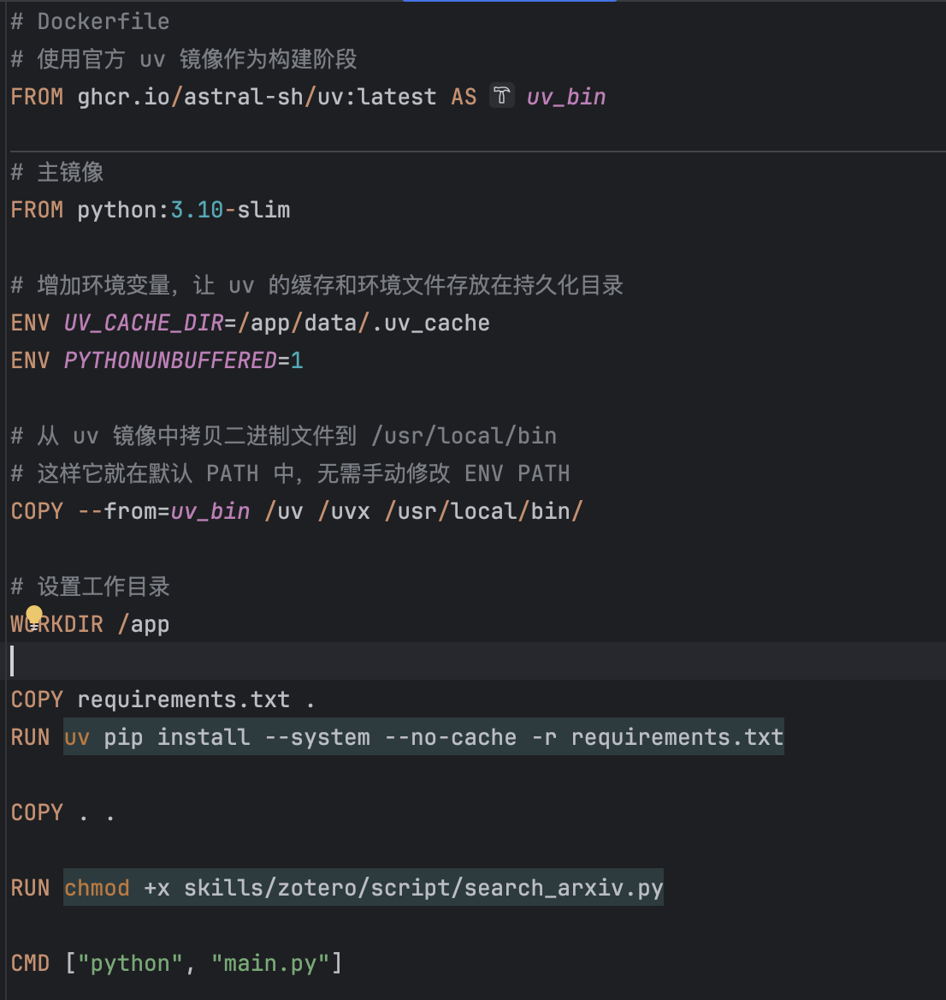 # Dockerfile
# 使用官方 uv 镜像作为构建阶段
FROM ghcr.io/astral-sh/uv:latest AS uv_bin
# 主镜像
FROM python:3.10-slim
# 增加环境变量，让 uv 的缓存和环境文件存放在持久化目录
ENV UV_CACHE_DIR=/app/data/.uv_cache
ENV PYTHONUNBUFFERED=1
# 从 uv 镜像中拷贝二进制文件到 /usr/local/bin
# 这样它就在默认 PATH 中，无需手动修改 ENV PATH
COPY --from=uv_bin /uv /uvx /usr/local/bin/
# 设置工作目录
WORKDIR /app
COPY requirements.txt .
RUN uv pip install --system --no-cache -r requirements.txt
COPY . .
RUN chmod +x skills/zotero/script/search_arxiv.py
CMD ["python", "main.py"]